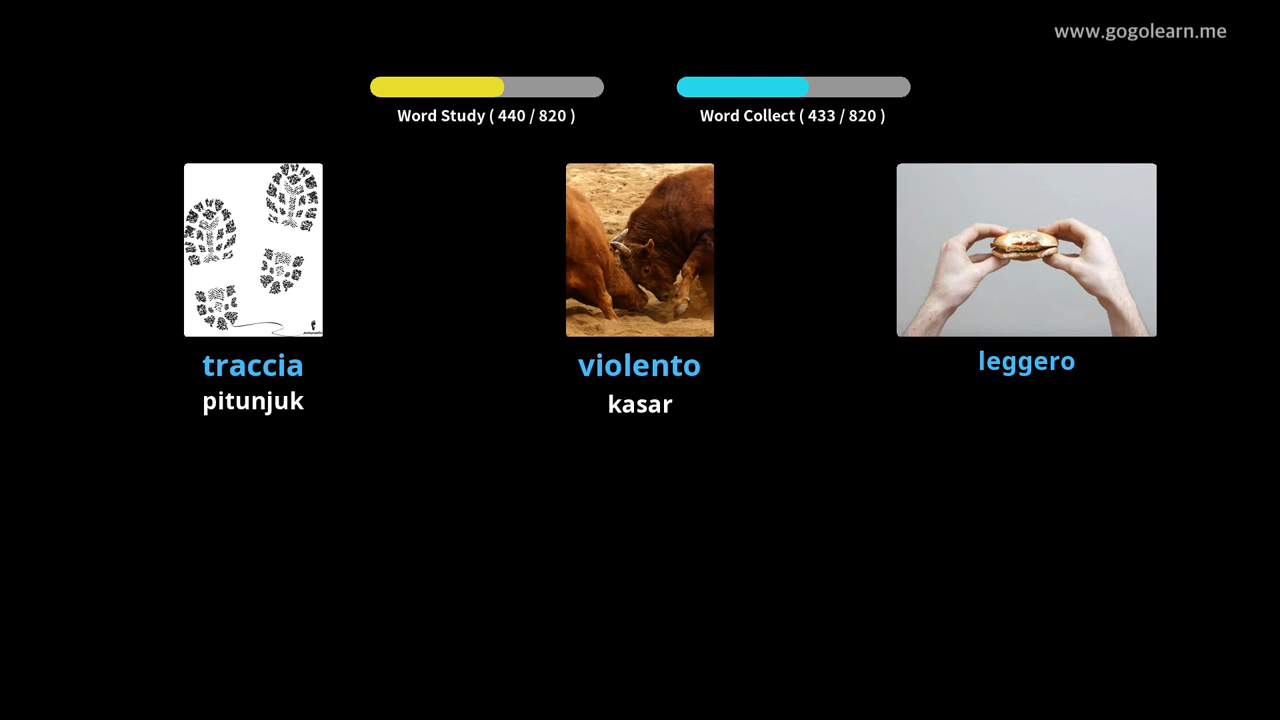 www.gogolearn.me
Word Study ( 440 / 820 )
Word Collect ( 433 / 820 )
traccia
pitunjuk
violento
kasar
leggero